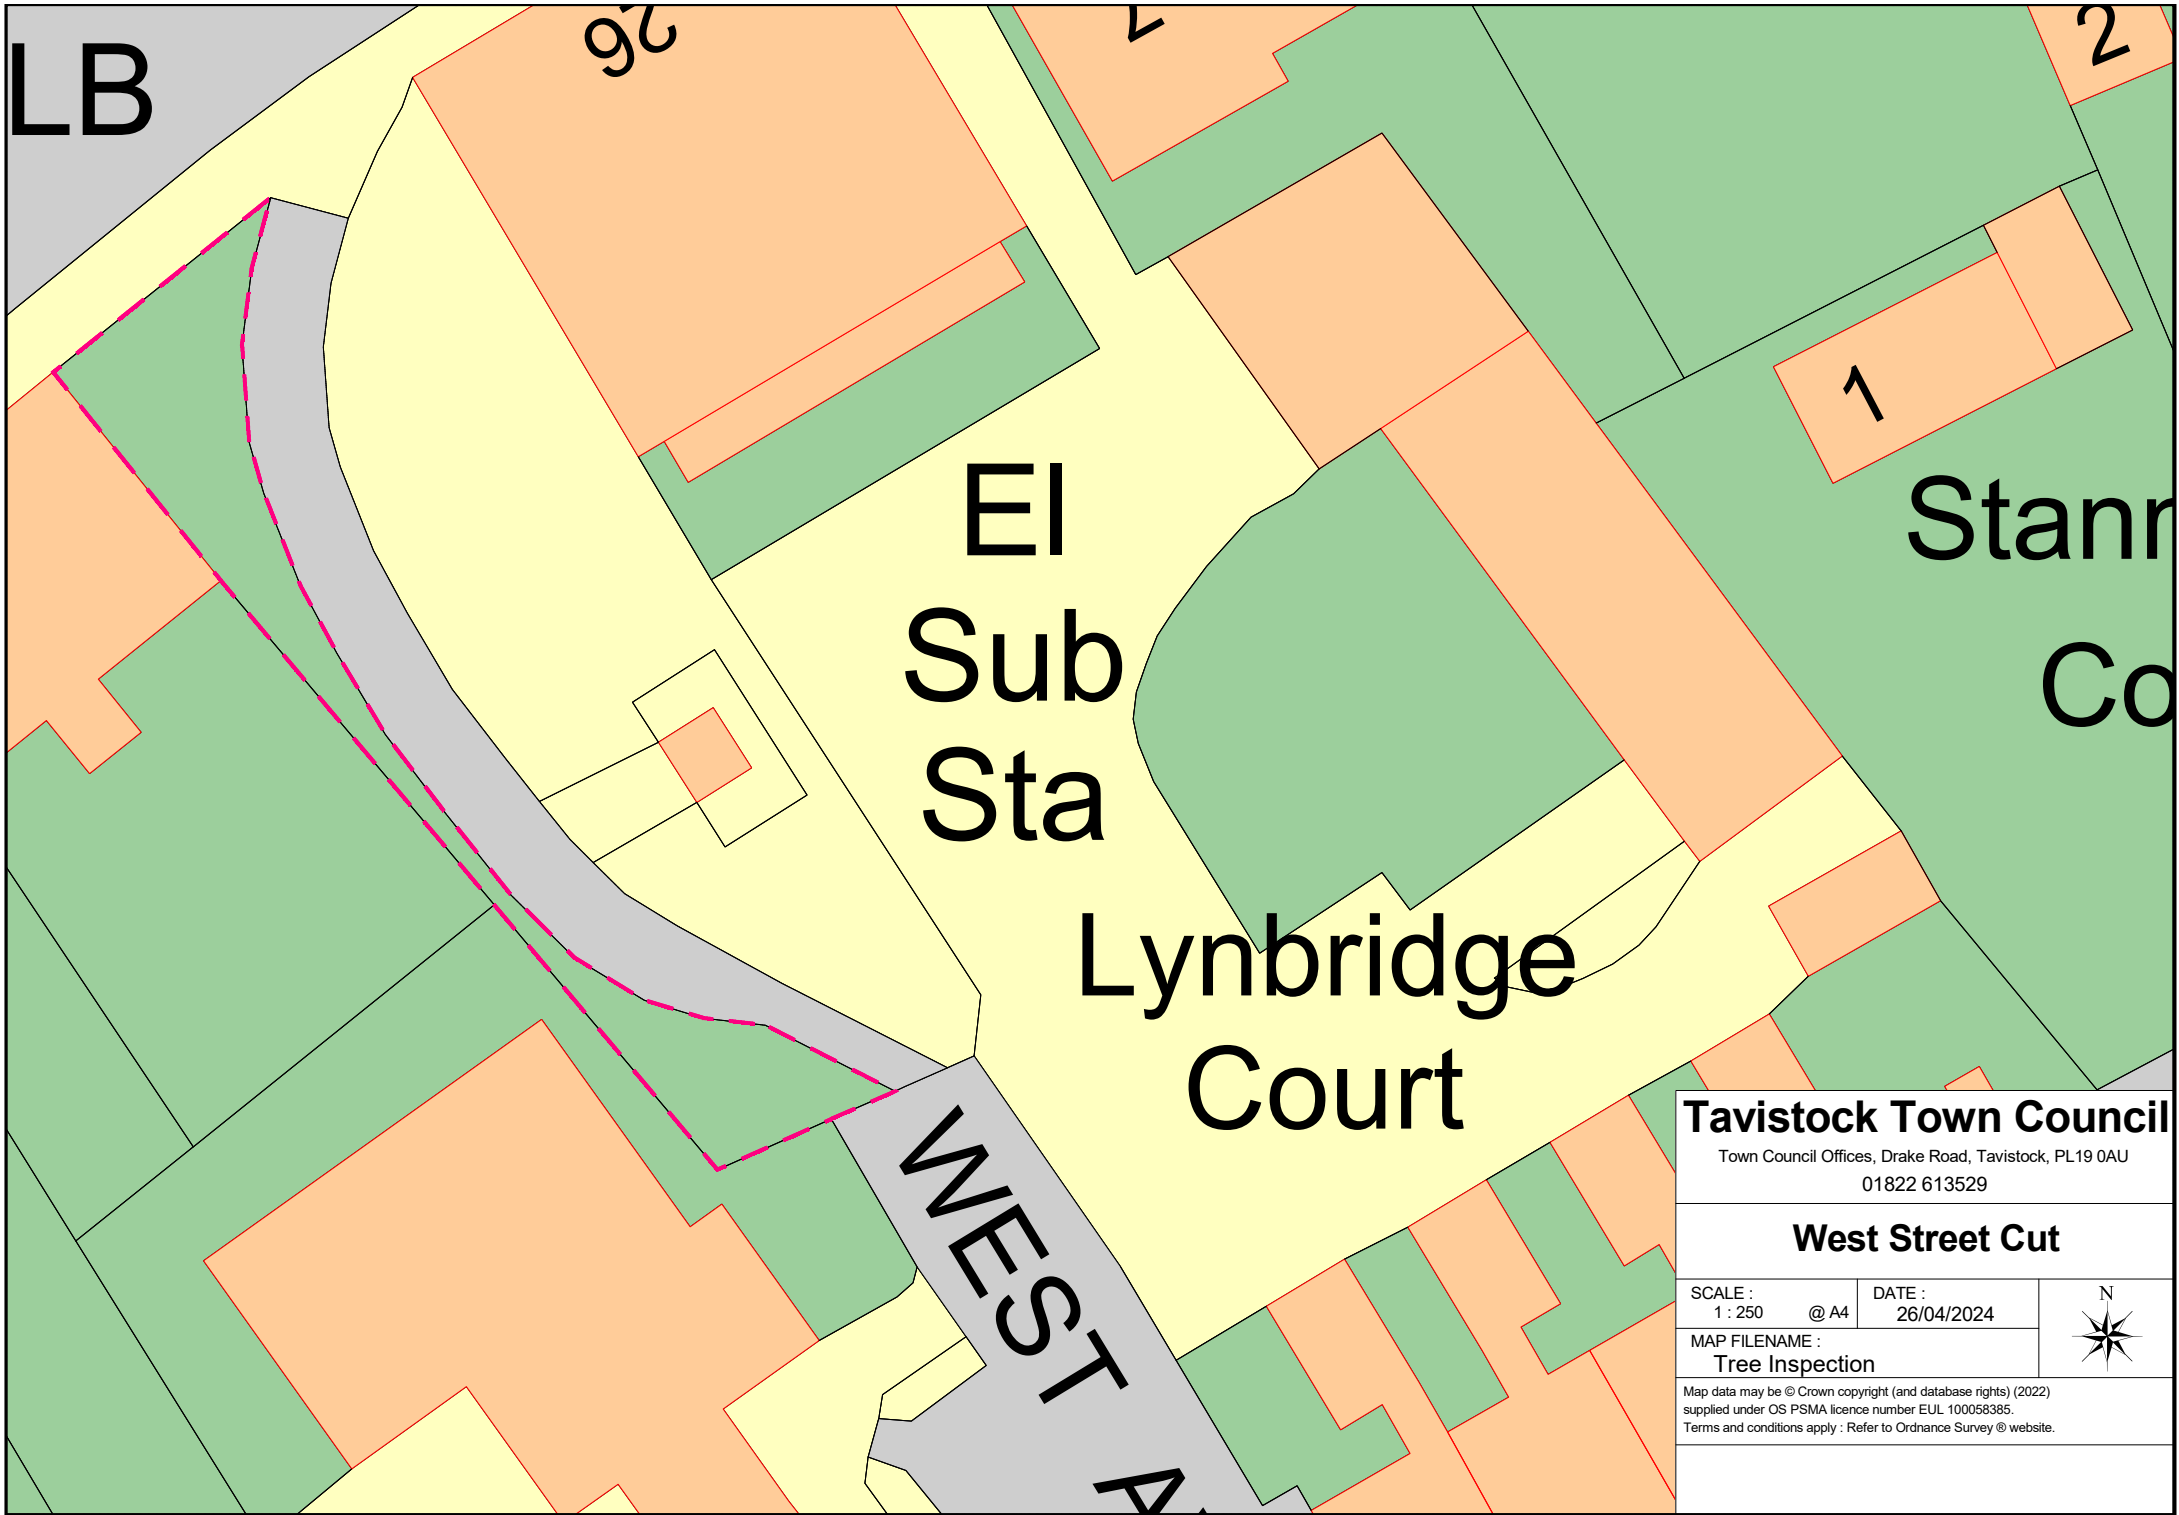 LB
26
2
1
El
Sub
Sta
Lynbridge
Court
WEST
Tavistock Town Council
Town Council Offices, Drake Road, Tavistock, PL19 0AU
01822 613529
West Street Cut
SCALE :
1 : 250 @ A4
DATE :
26/04/2024
N
MAP FILENAME :
Tree Inspection
Map data may be © Crown copyright (and database rights) (2022)
supplied under OS PSMA licence number EUL 100058385.
Terms and conditions apply : Refer to Ordnance Survey ® website.